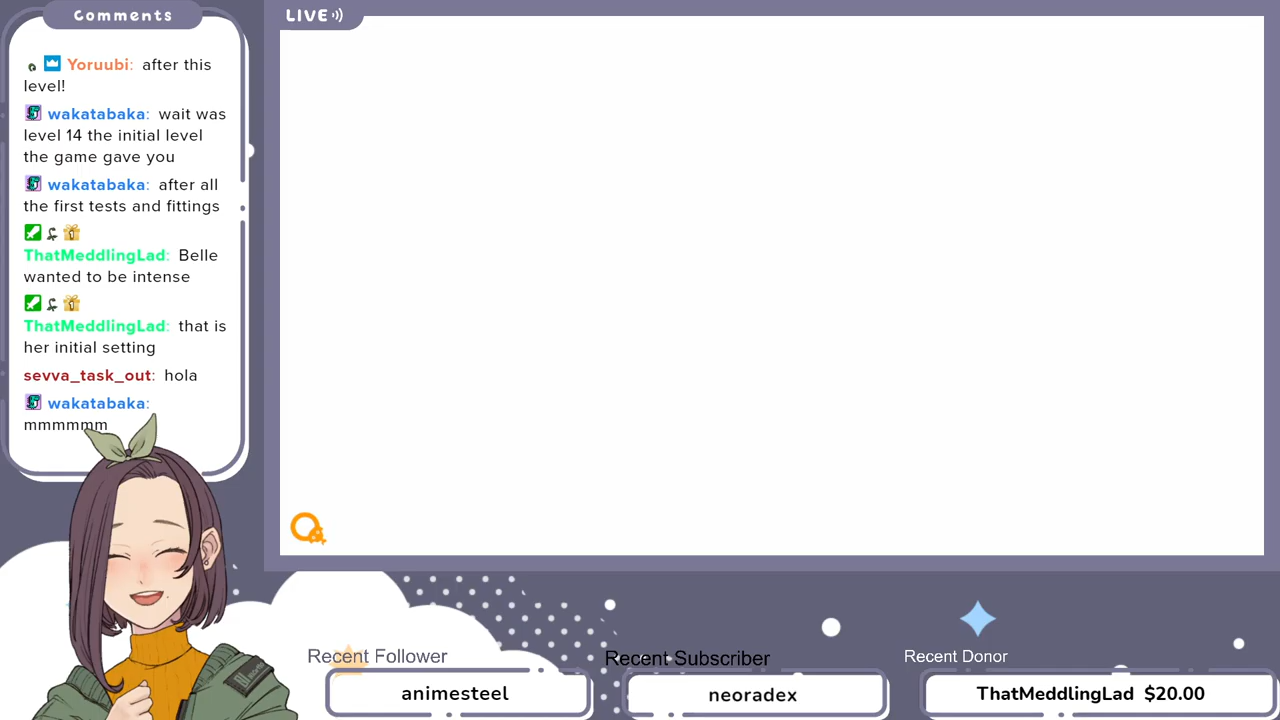 Comments
LIVE
Yoruubi: after this
level!
wakatabaka: wait was
level 14 the initial level
the game gave you
wakatabaka: after all
the first tests and fittings
ThatMeddlingLad: Belle
wanted to be intense
ThatMeddlingLad: that is
her initial setting
sevva_task_out: hola
wakatabaka:
mmmmmm
Recent Follower
animesteel
Recent Subscriber
neoradex
Recent Donor
ThatMeddlingLad $20.00